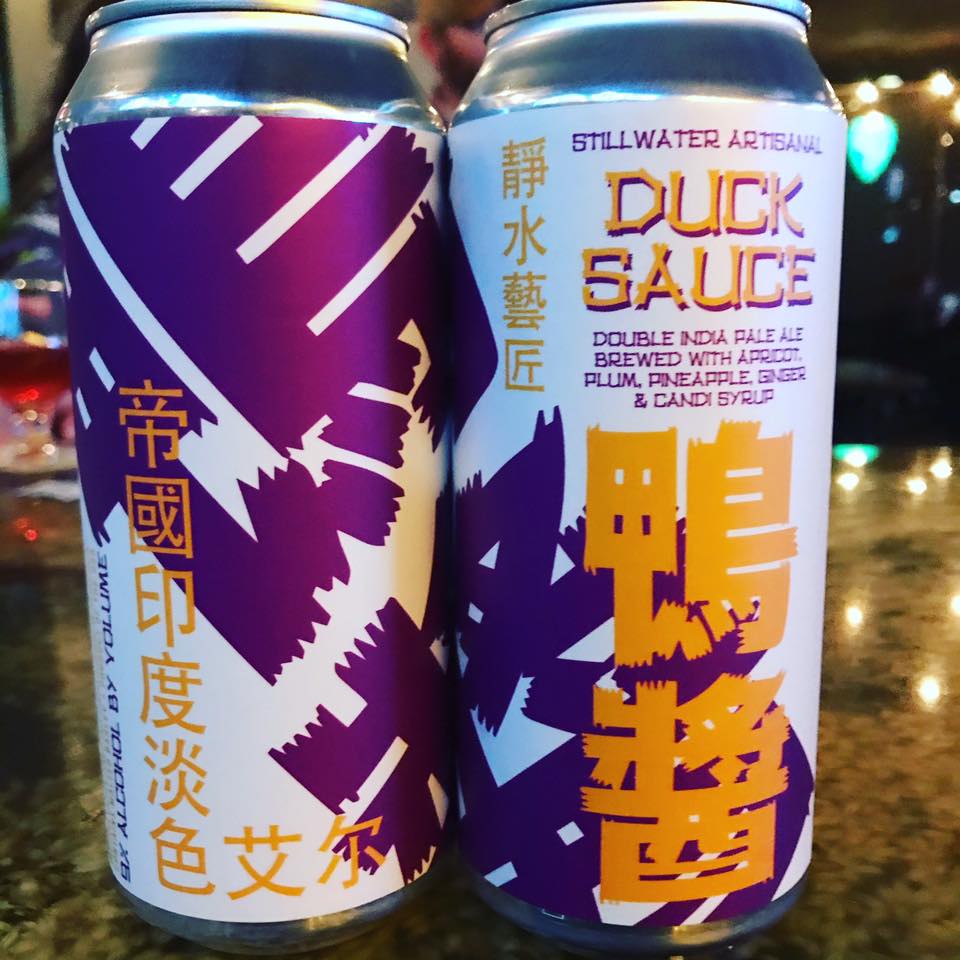 帝國印度淡色艾尔
9% ALCOHOL BY VOLUME
靜水藝匠
STILLWATER ARTISANAL
DUCK
SAUCE
DOUBLE INDIA PALE ALE
BREWED WITH APRICOT,
PLUM, PINEAPPLE, GINGER
& CANDI SYRUP
鴨醬